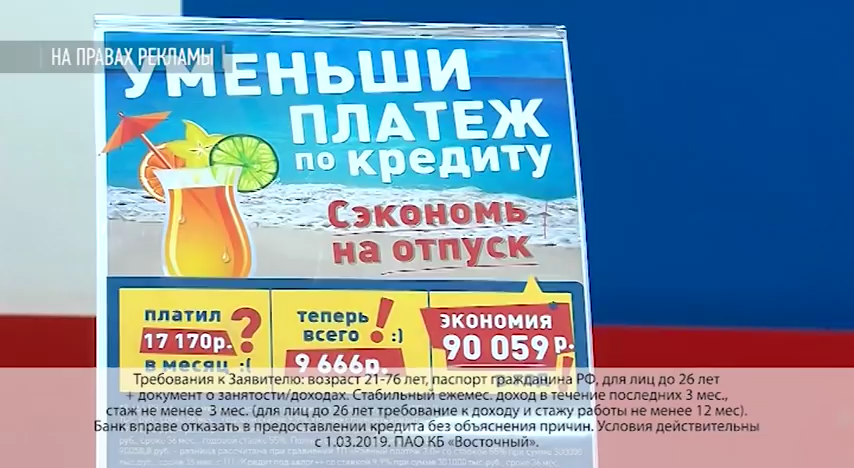 НА ПРАВАХ РЕКЛАМЫ
УМЕНЬШИ
ПЛАТЕЖ
по кредиту
Сэкономь
на отпуск
платил
17 170р.
в месяц :(
?
теперь
всего
! :)
9 666р.
экономия
90 059 р.
Требования к Заявителю: возраст 21-76 лет, паспорт гражданина РФ, для лиц до 26 лет
+ документ о занятости/доходах. Стабильный ежемес. доход в течение последних 3 мес.,
стаж не менее 3 мес. (для лиц до 26 лет требование к доходу и стажу работы не менее 12 мес).
Банк вправе отказать в предоставлении кредита без объяснения причин. Условия действительны
с 1.03.2019. ПАО КБ «Восточный».